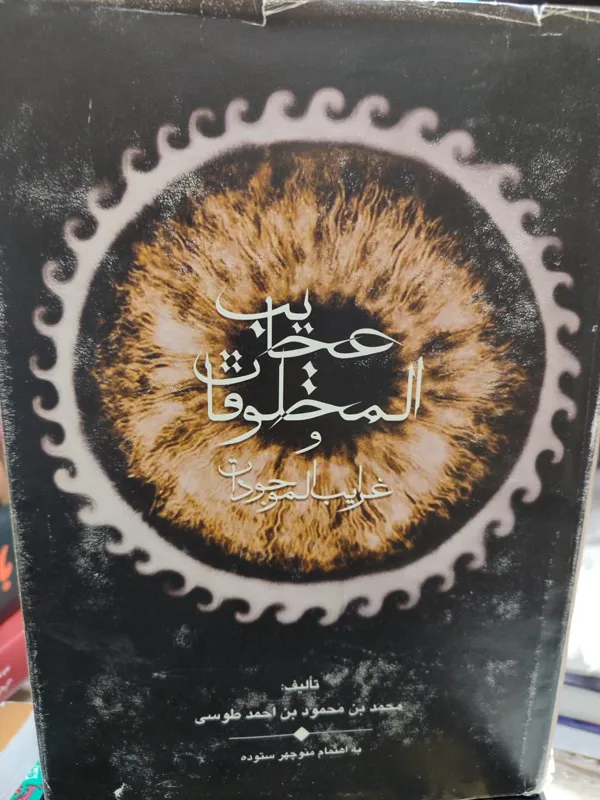 عجایب
المخلوقات
و
غرایب الموجودات
تألیف:
محمد بن محمود بن احمد طوسی
به اهتمام منوچهر ستوده